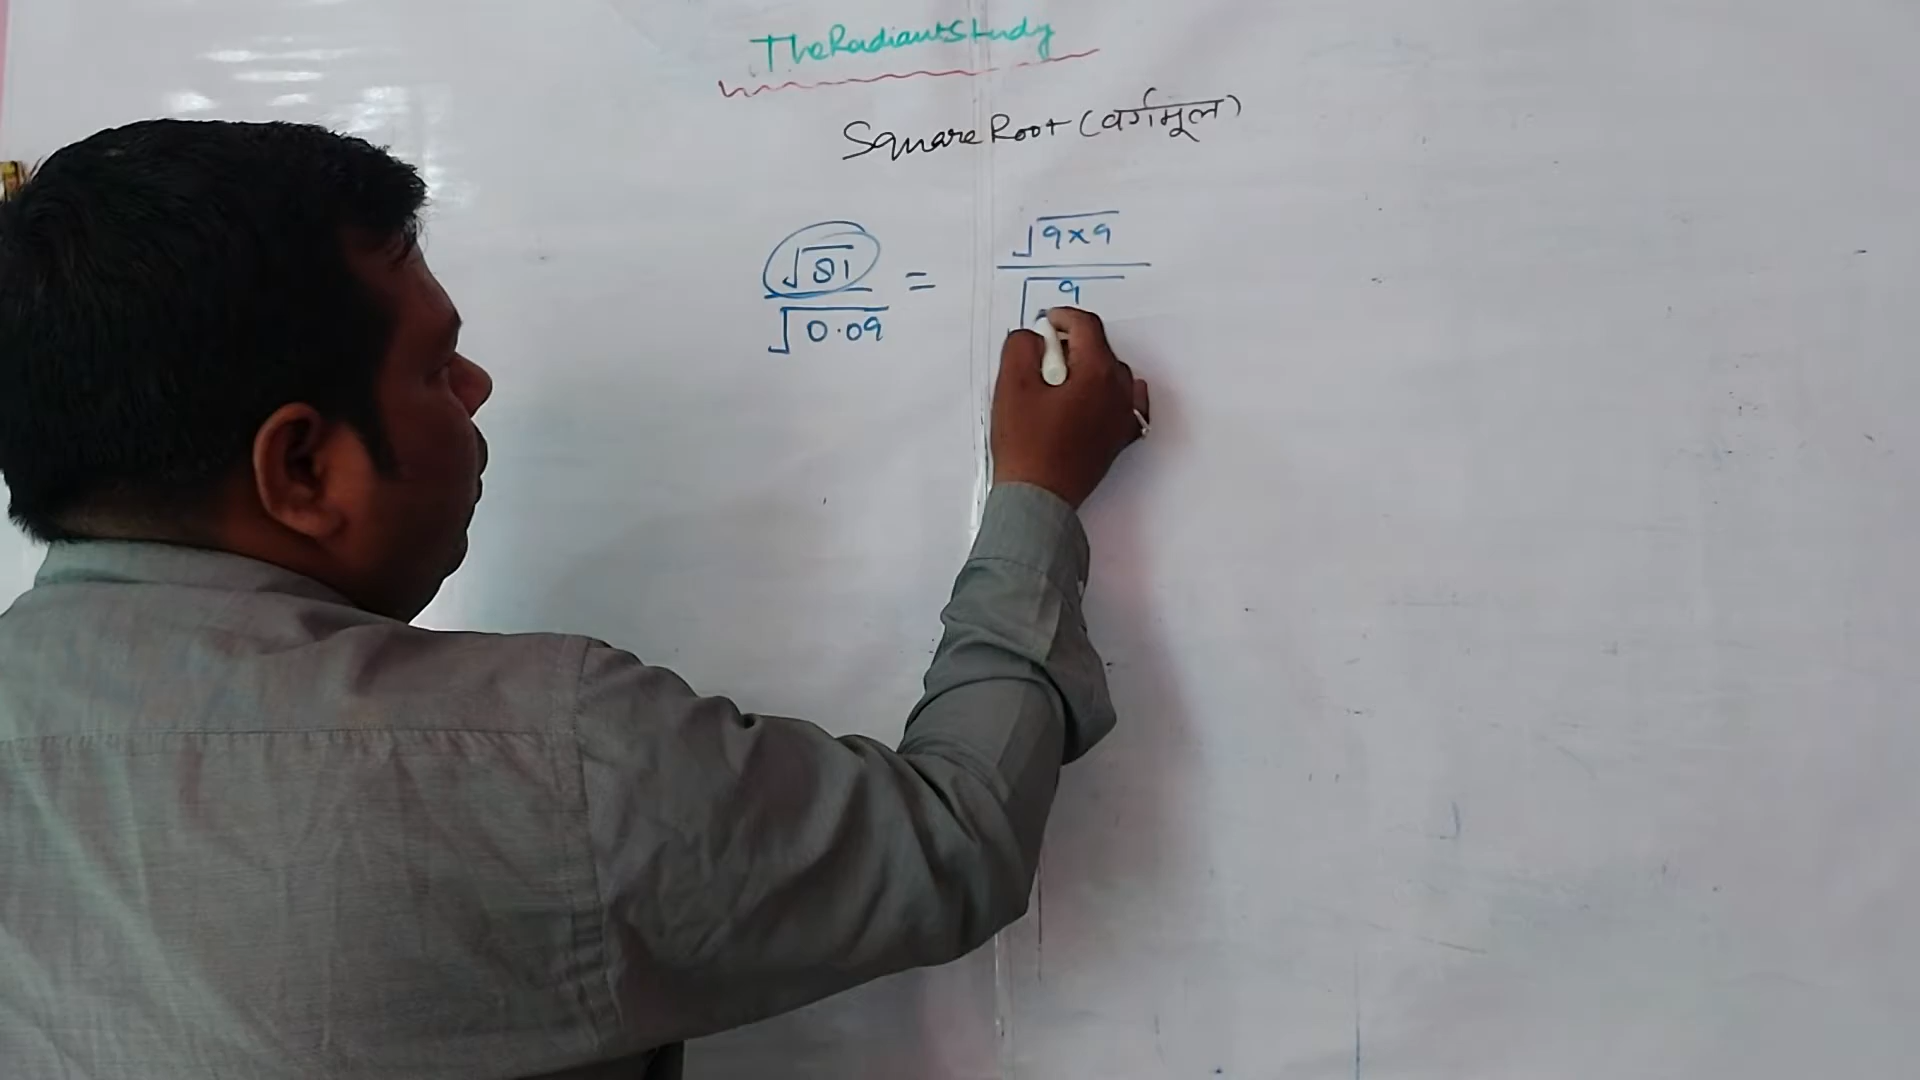 TheRadiantStudy
Square Root (वर्गमूल)
√81 / √0.09 = √9×9 / √9